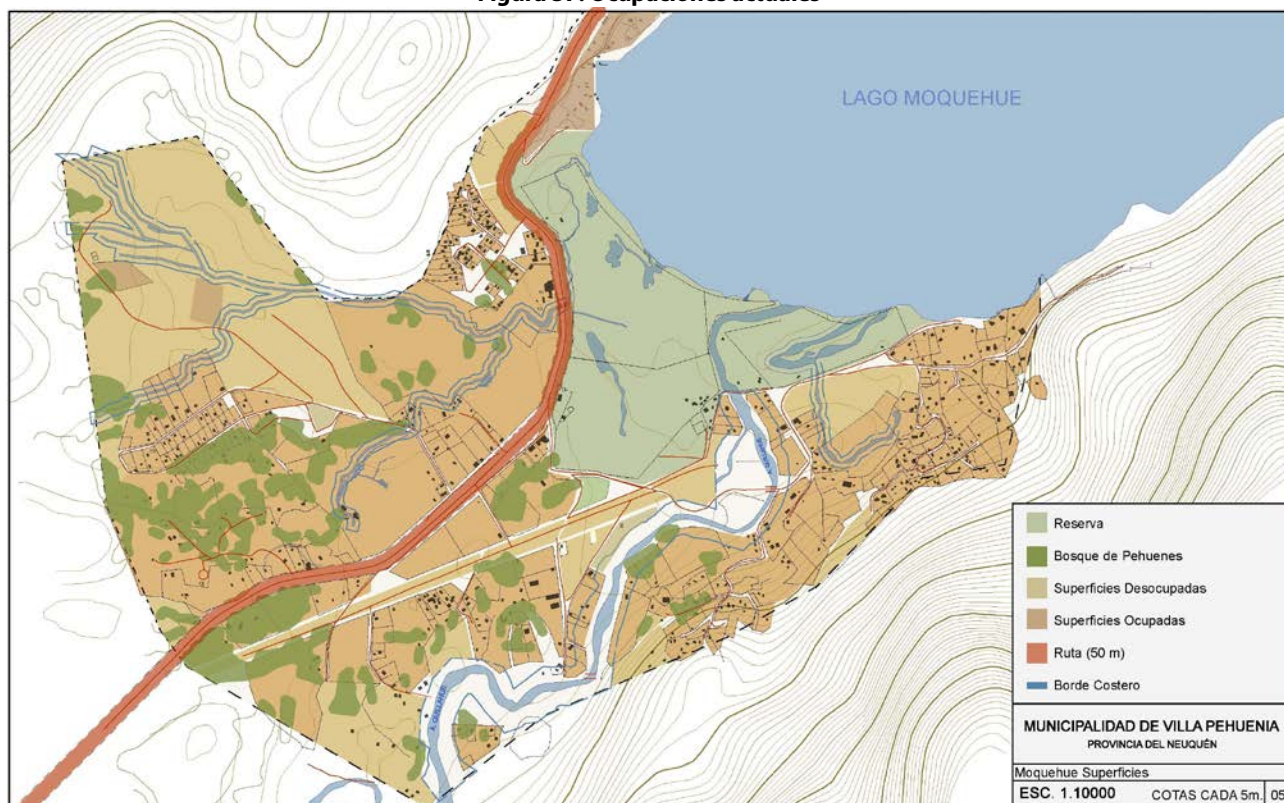 LAGO MOQUEHUE
Reserva
Bosque de Pehuenes
Superficies Desocupadas
Superficies Ocupadas
Ruta (50 m)
Borde Costero
MUNICIPALIDAD DE VILLA PEHUENIA
PROVINCIA DEL NEUQUÉN
Moquehue Superficies
ESC. 1.10000 COTAS CADA 5m. 05